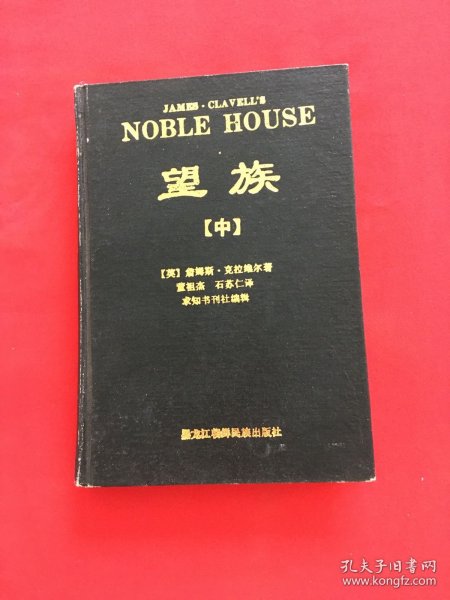 JAMES·CLAVELL'S
NOBLE HOUSE
望族
【中】
[英] 詹姆斯·克拉维尔著
董祖杰 石苏仁译
求知书刊社编辑
黑龙江朝鲜民族出版社
孔夫子旧书网
www.kongfz.com